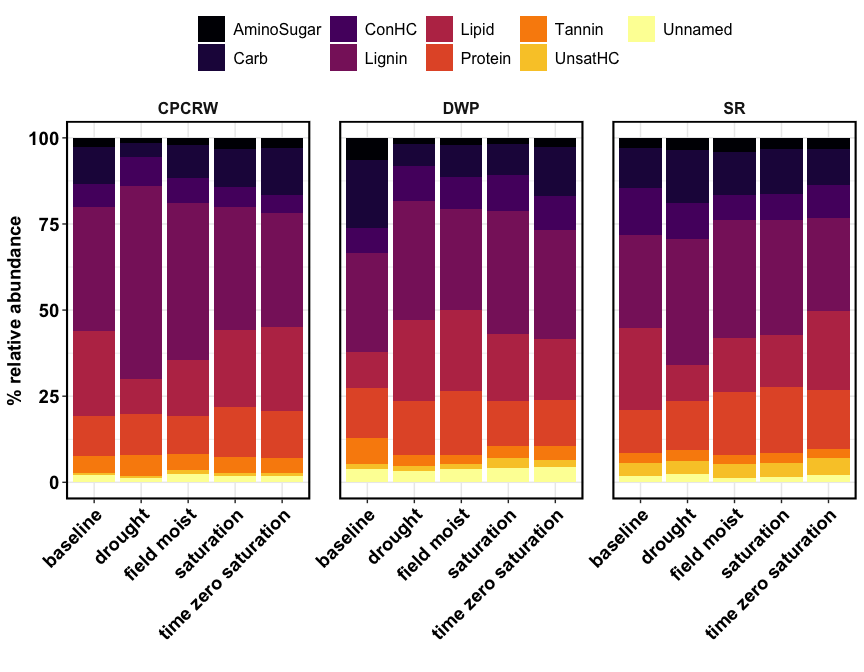 AminoSugar ConHC Lipid Tannin Unnamed
Carb Lignin Protein UnsatHC
CPCRW DWP SR
% relative abundance
100
75
50
25
0
baseline drought field moist saturation time zero saturation
baseline drought field moist saturation time zero saturation
baseline drought field moist saturation time zero saturation